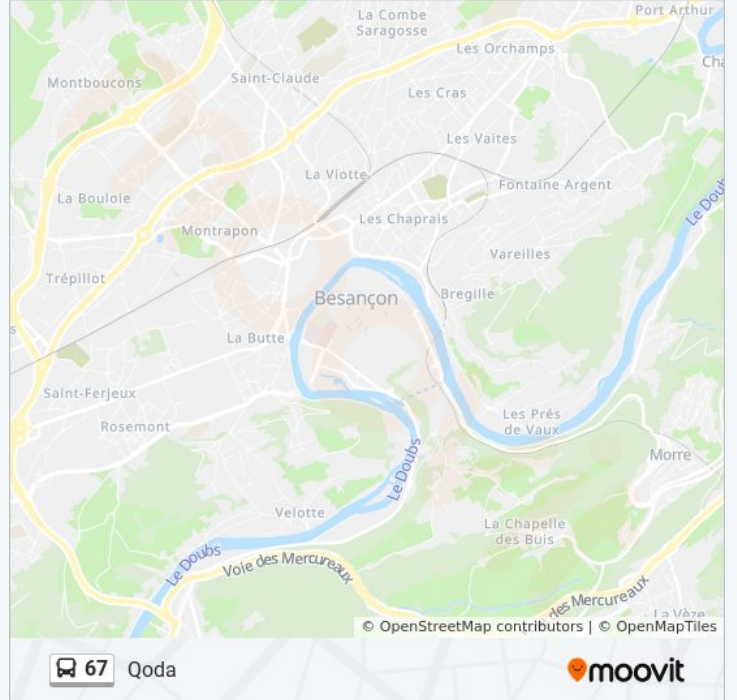 La Combe
Saragosse
Port Arthur
Les Orchamps
Montboucons
Saint-Claude
Les Cras
Les Vaites
La Viotte
Fontaine Argent
La Bouloie
Les Chaprais
Montrapon
Le Doub
Vareilles
Trépillot
Besançon
Bregille
s
La Butte
Saint-Ferjeux
Rosemont
Les Prés
de Vaux
Le Doubs
Morre
Velotte
La Chapelle
des Buis
Le Doubs
Voie des Mercureaux
des Mercureaux
La Vèze
© OpenStreetMap contributors | © OpenMapTiles
67 Qoda
moovit